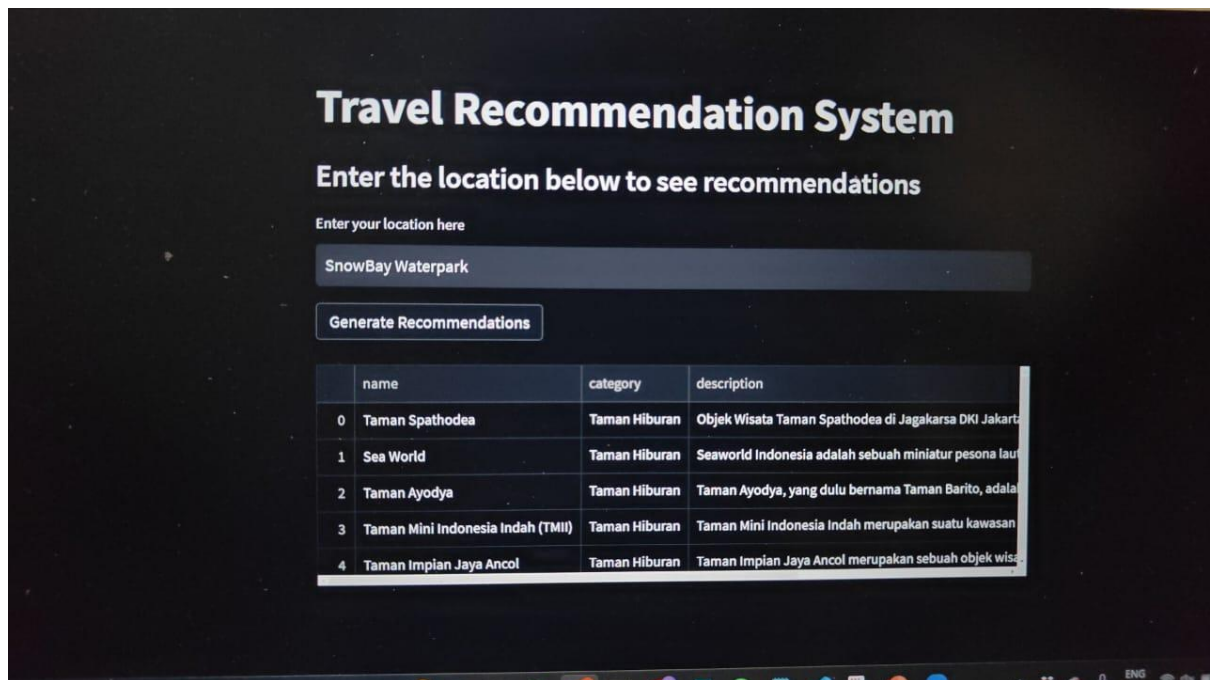 Travel Recommendation System
Enter the location below to see recommendations
Enter your location here
SnowBay Waterpark
Generate Recommendations
name category description
0 Taman Spathodea Taman Hiburan Objek Wisata Taman Spathodea di Jagakarsa DKI Jakarta
1 Sea World Taman Hiburan Seaworld Indonesia adalah sebuah miniatur pesona lau
2 Taman Ayodya Taman Hiburan Taman Ayodya, yang dulu bernama Taman Barito, adala
3 Taman Mini Indonesia Indah (TMII) Taman Hiburan Taman Mini Indonesia Indah merupakan suatu kawasan
4 Taman Impian Jaya Ancol Taman Hiburan Taman Impian Jaya Ancol merupakan sebuah objek wisa
ENG